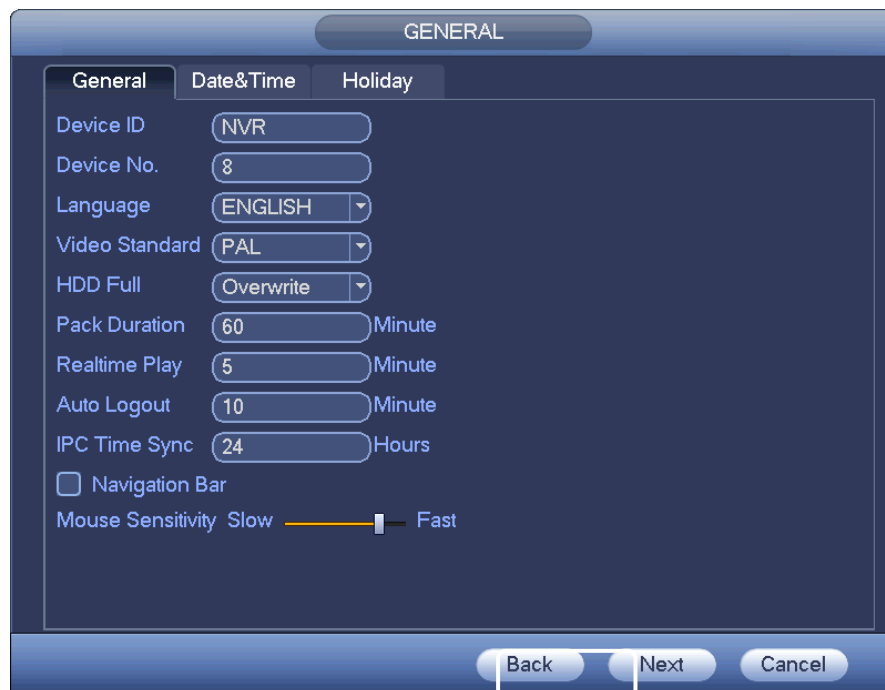 GENERAL
General Date&Time Holiday
Device ID NVR
Device No. 8
Language ENGLISH
Video Standard PAL
HDD Full Overwrite
Pack Duration 60 Minute
Realtime Play 5 Minute
Auto Logout 10 Minute
IPC Time Sync 24 Hours
Navigation Bar
Mouse Sensitivity Slow Fast
Back Next Cancel